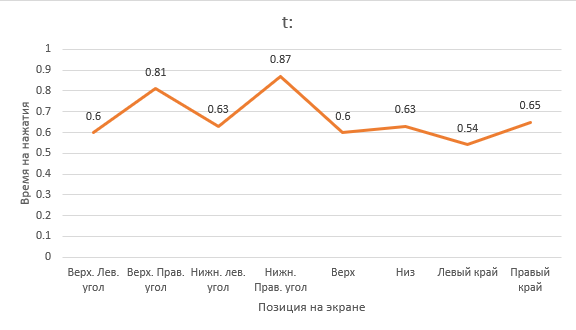 t:
1
0.9
0.8
0.7
0.6
0.5
0.4
0.3
0.2
0.1
0
Время на нажатия
0.6
0.81
0.63
0.87
0.6
0.63
0.54
0.65
Верх. Лев.
угол
Верх. Прав.
угол
Нижн. лев.
угол
Нижн.
Прав. угол
Верх
Низ
Левый край
Правый
край
Позиция на экране